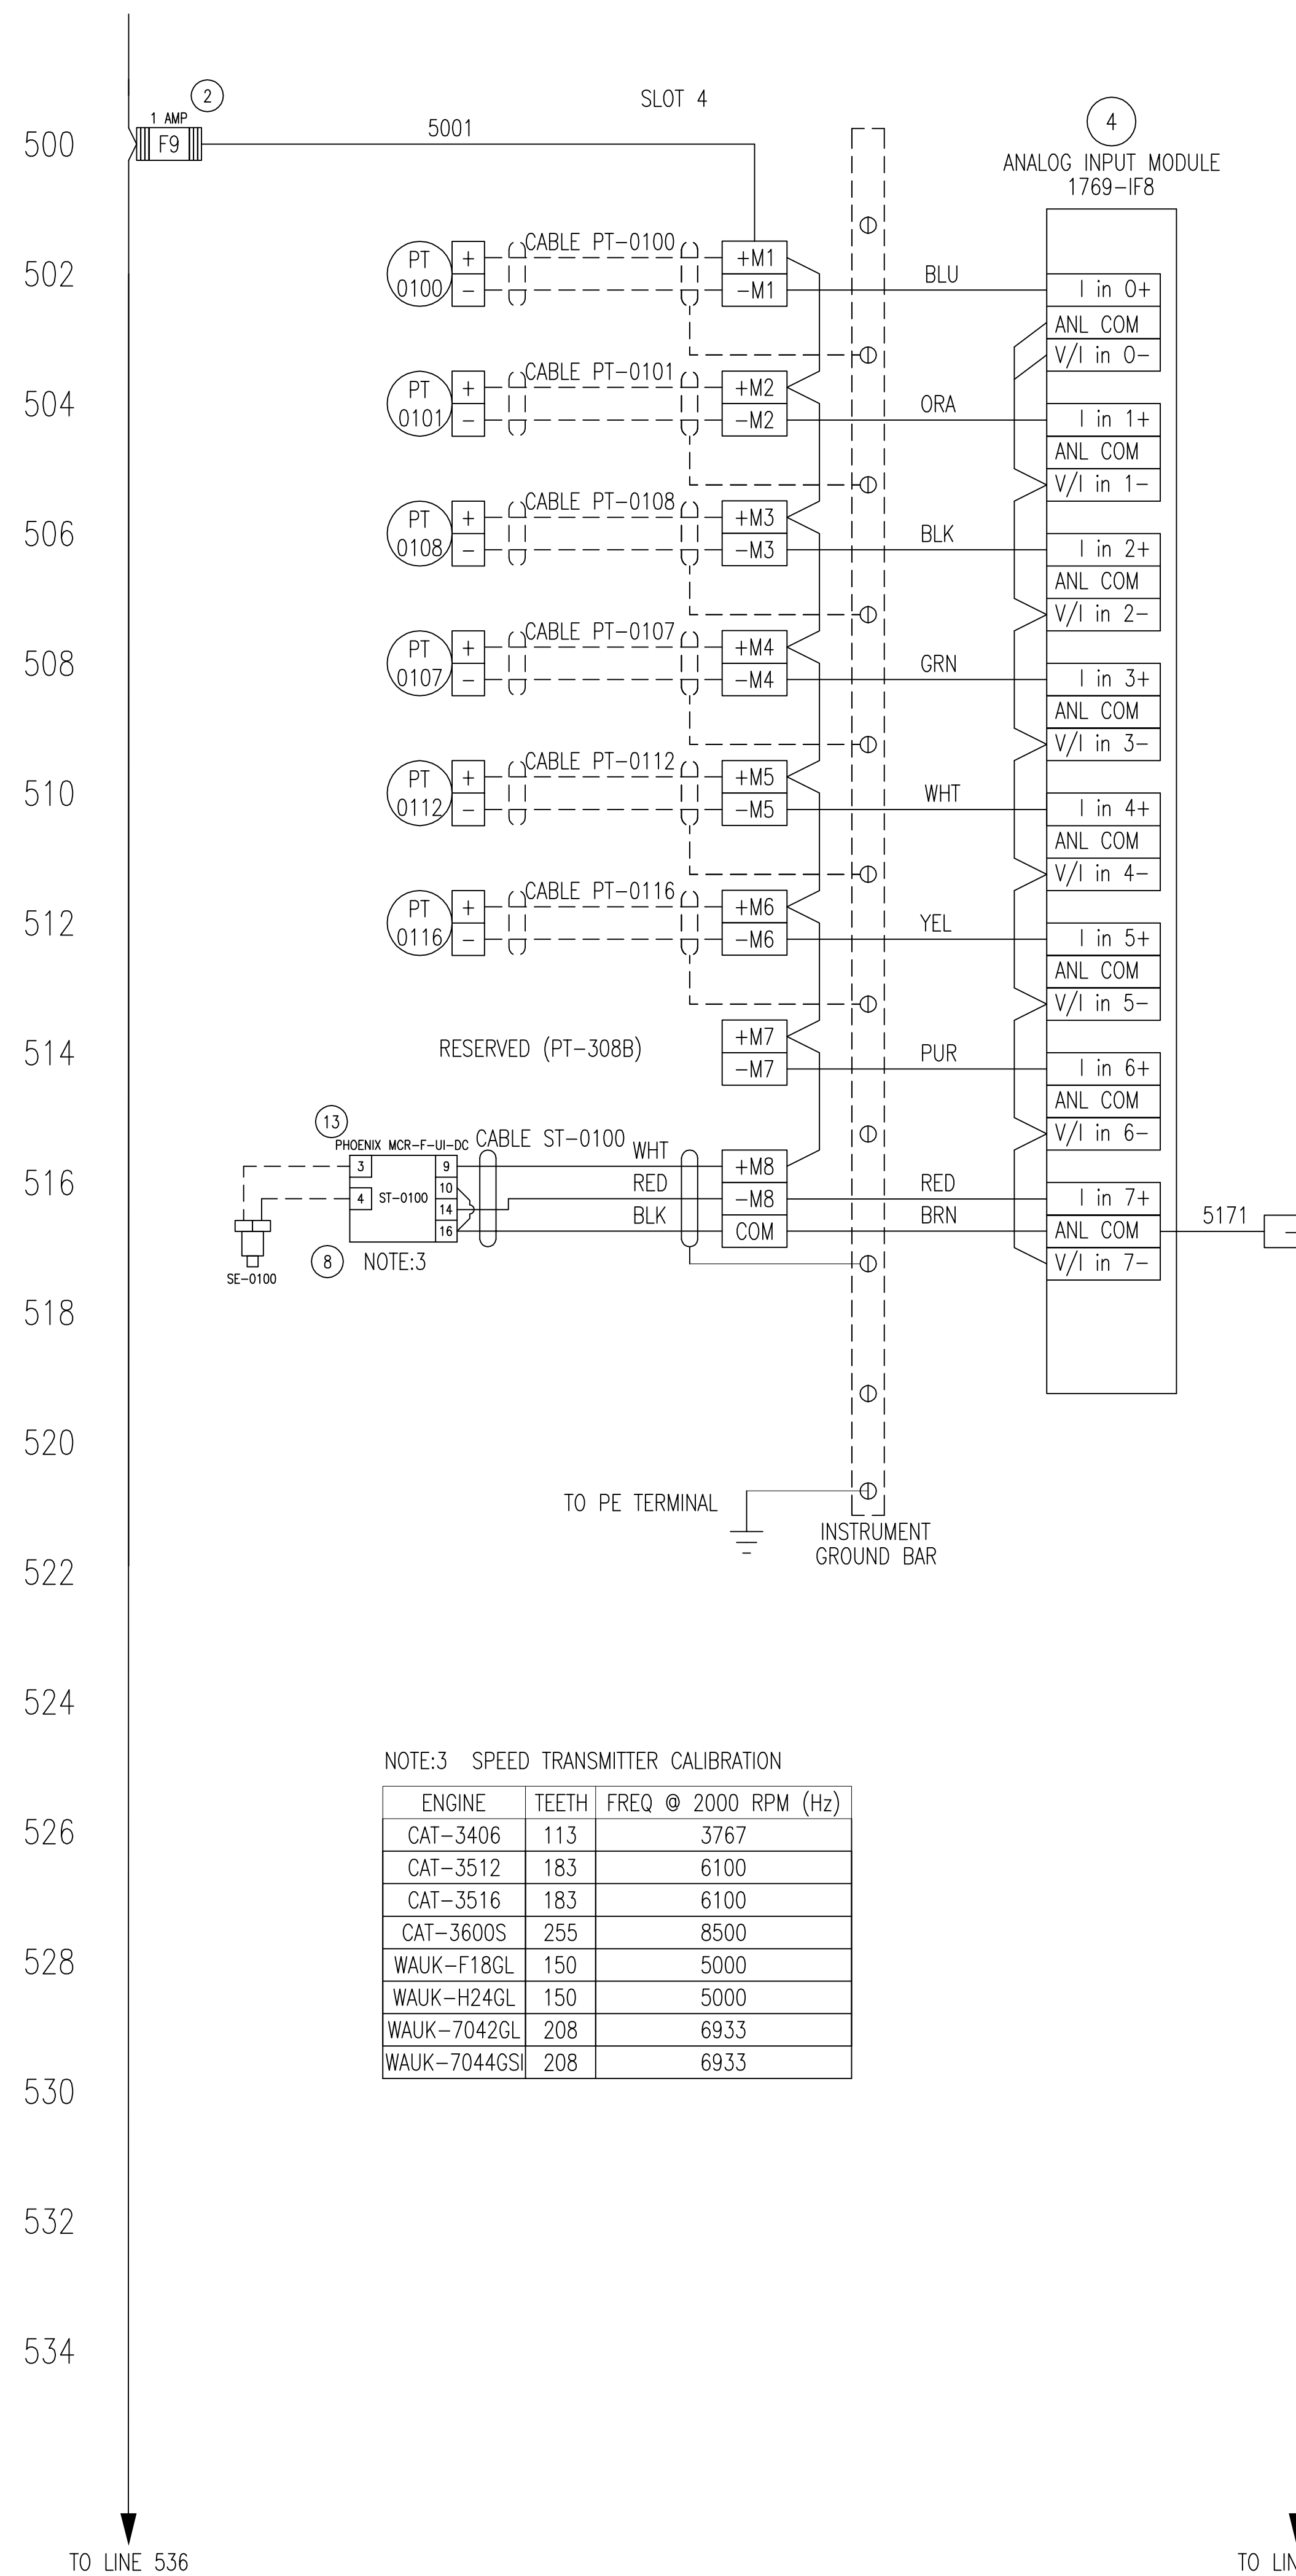 2
SLOT 4
4
1 AMP
500
F9
5001
ANALOG INPUT MODULE
1769-IF8
CABLE PT-0100
502
PT
0100
+
-
+M1
-M1
BLU
I in 0+
ANL COM
V/I in 0-
CABLE PT-0101
504
PT
0101
+
-
+M2
-M2
ORA
I in 1+
ANL COM
V/I in 1-
CABLE PT-0108
506
PT
0108
+
-
+M3
-M3
BLK
I in 2+
ANL COM
V/I in 2-
CABLE PT-0107
508
PT
0107
+
-
+M4
-M4
GRN
I in 3+
ANL COM
V/I in 3-
CABLE PT-0112
510
PT
0112
+
-
+M5
-M5
WHT
I in 4+
ANL COM
V/I in 4-
CABLE PT-0116
512
PT
0116
+
-
+M6
-M6
YEL
I in 5+
ANL COM
V/I in 5-
514
RESERVED (PT-308B)
+M7
-M7
PUR
I in 6+
ANL COM
V/I in 6-
13
PHOENIX MCR-F-UI-DC
CABLE ST-0100
516
3
4
ST-0100
9
10
14
16
WHT
RED
BLK
+M8
-M8
COM
RED
BRN
I in 7+
ANL COM
V/I in 7-
5171
SE-0100
8
NOTE:3
518
520
TO PE TERMINAL
INSTRUMENT
GROUND BAR
522
524
NOTE:3 SPEED TRANSMITTER CALIBRATION
ENGINE TEETH FREQ @ 2000 RPM (Hz)
526
CAT-3406 113 3767
CAT-3512 183 6100
CAT-3516 183 6100
CAT-3600S 255 8500
528
WAUK-F18GL 150 5000
WAUK-H24GL 150 5000
WAUK-7042GL 208 6933
WAUK-7044GSI 208 6933
530
532
534
TO LINE 536
TO